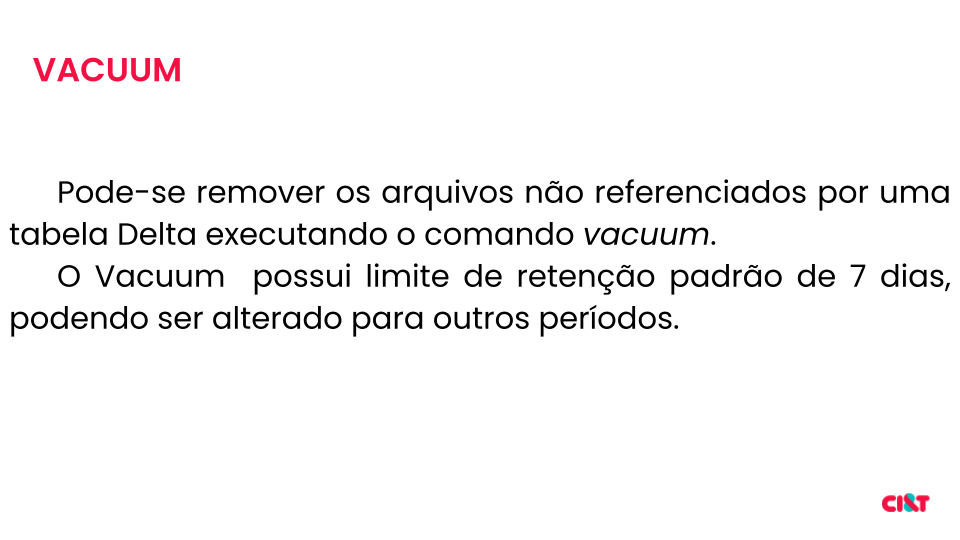 VACUUM
Pode-se remover os arquivos não referenciados por uma
tabela Delta executando o comando vacuum.
O Vacuum possui limite de retenção padrão de 7 dias,
podendo ser alterado para outros períodos.
CI&T